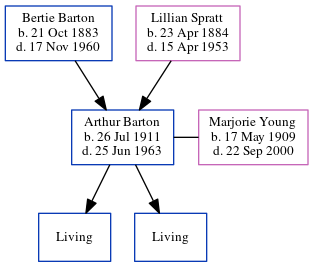 Bertie Barton
b. 21 Oct 1883
d. 17 Nov 1960
Lillian Spratt
b. 23 Apr 1884
d. 15 Apr 1953
Arthur Barton
b. 26 Jul 1911
d. 25 Jun 1963
Marjorie Young
b. 17 May 1909
d. 22 Sep 2000
Living
Living